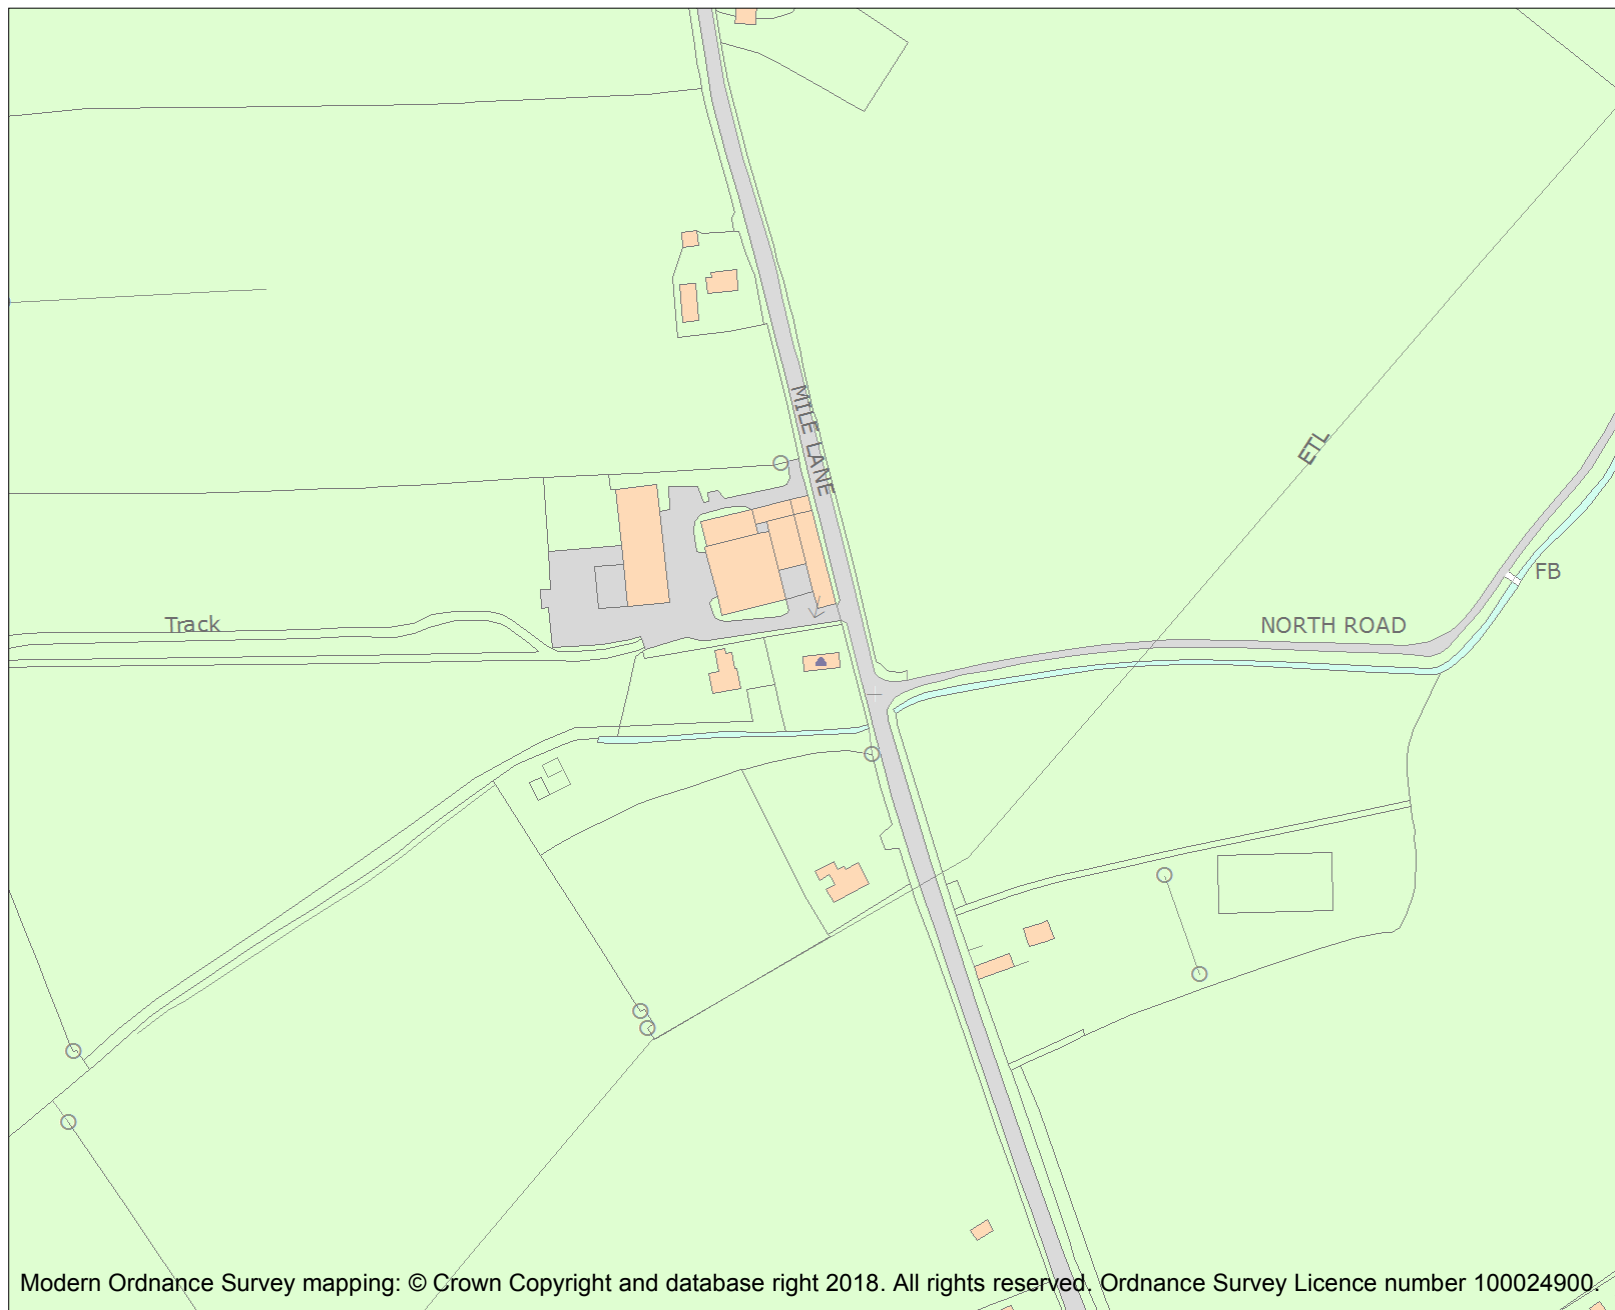 MILE LANE
ETL
FB
Track
NORTH ROAD
Modern Ordnance Survey mapping: © Crown Copyright and database right 2018. All rights reserved. Ordnance Survey Licence number 100024900.